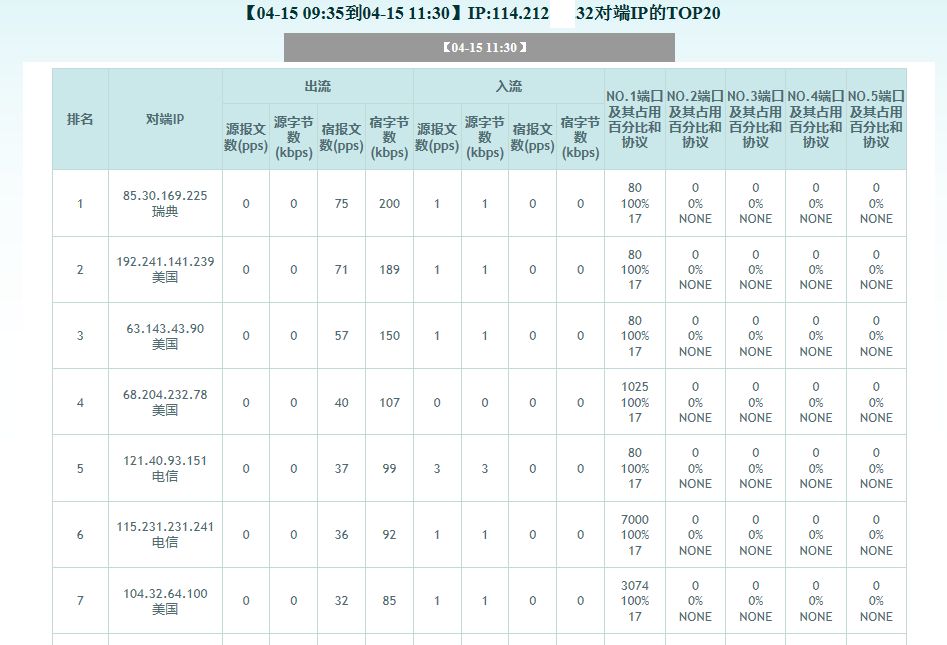 【04-15 09:35到04-15 11:30】IP:114.212 32对端IP的TOP20
【04-15 11:30】
排名 对端IP 出流 入流 NO.1端口及其占用百分比和协议 NO.2端口及其占用百分比和协议 NO.3端口及其占用百分比和协议 NO.4端口及其占用百分比和协议 NO.5端口及其占用百分比和协议
源报文数(pps) 源字节数(kbps) 宿报文数(pps) 宿字节数(kbps) 源报文数(pps) 源字节数(kbps) 宿报文数(pps) 宿字节数(kbps)
1 85.30.169.225 瑞典 0 0 75 200 1 1 0 0 80 100% 17 0 0% NONE 0 0% NONE 0 0% NONE 0 0% NONE
2 192.241.141.239 美国 0 0 71 189 1 1 0 0 80 100% 17 0 0% NONE 0 0% NONE 0 0% NONE 0 0% NONE
3 63.143.43.90 美国 0 0 57 150 1 1 0 0 80 100% 17 0 0% NONE 0 0% NONE 0 0% NONE 0 0% NONE
4 68.204.232.78 美国 0 0 40 107 0 0 0 0 1025 100% 17 0 0% NONE 0 0% NONE 0 0% NONE 0 0% NONE
5 121.40.93.151 电信 0 0 37 99 3 3 0 0 80 100% 17 0 0% NONE 0 0% NONE 0 0% NONE 0 0% NONE
6 115.231.231.241 电信 0 0 36 92 1 1 0 0 7000 100% 17 0 0% NONE 0 0% NONE 0 0% NONE 0 0% NONE
7 104.32.64.100 美国 0 0 32 85 1 1 0 0 3074 100% 17 0 0% NONE 0 0% NONE 0 0% NONE 0 0% NONE